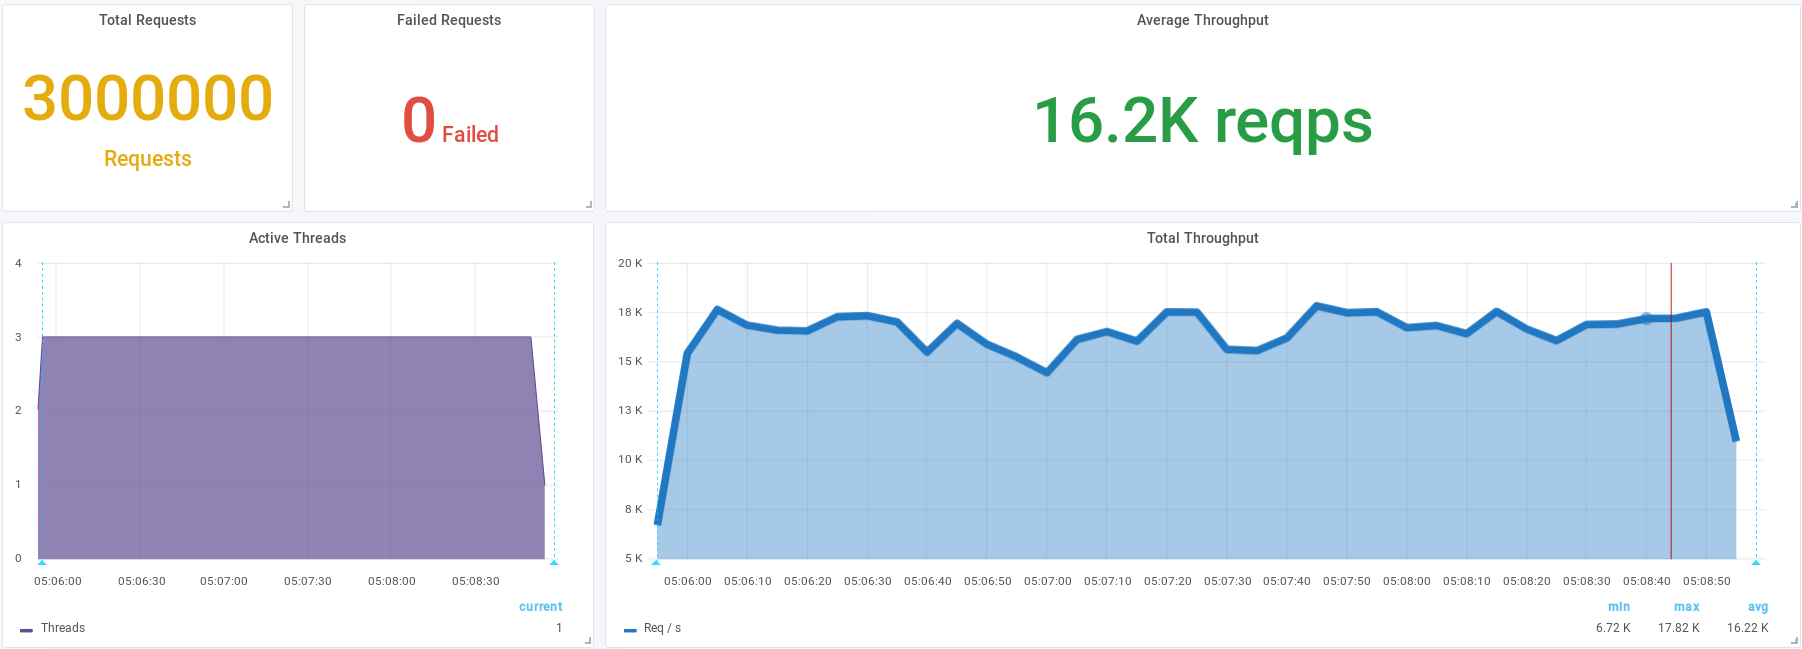 Total Requests
3000000
Requests
Failed Requests
0 Failed
Average Throughput
16.2K reqps
Active Threads
4
3
2
1
0
05:06:00 05:06:30 05:07:00 05:07:30 05:08:00 05:08:30
current
Threads 1
Total Throughput
20 K
18 K
15 K
13 K
10 K
8 K
5 K
05:06:00 05:06:10 05:06:20 05:06:30 05:06:40 05:06:50 05:07:00 05:07:10 05:07:20 05:07:30 05:07:40 05:07:50 05:08:00 05:08:10 05:08:20 05:08:30 05:08:40 05:08:50
min max avg
Req / s 6.72 K 17.82 K 16.22 K